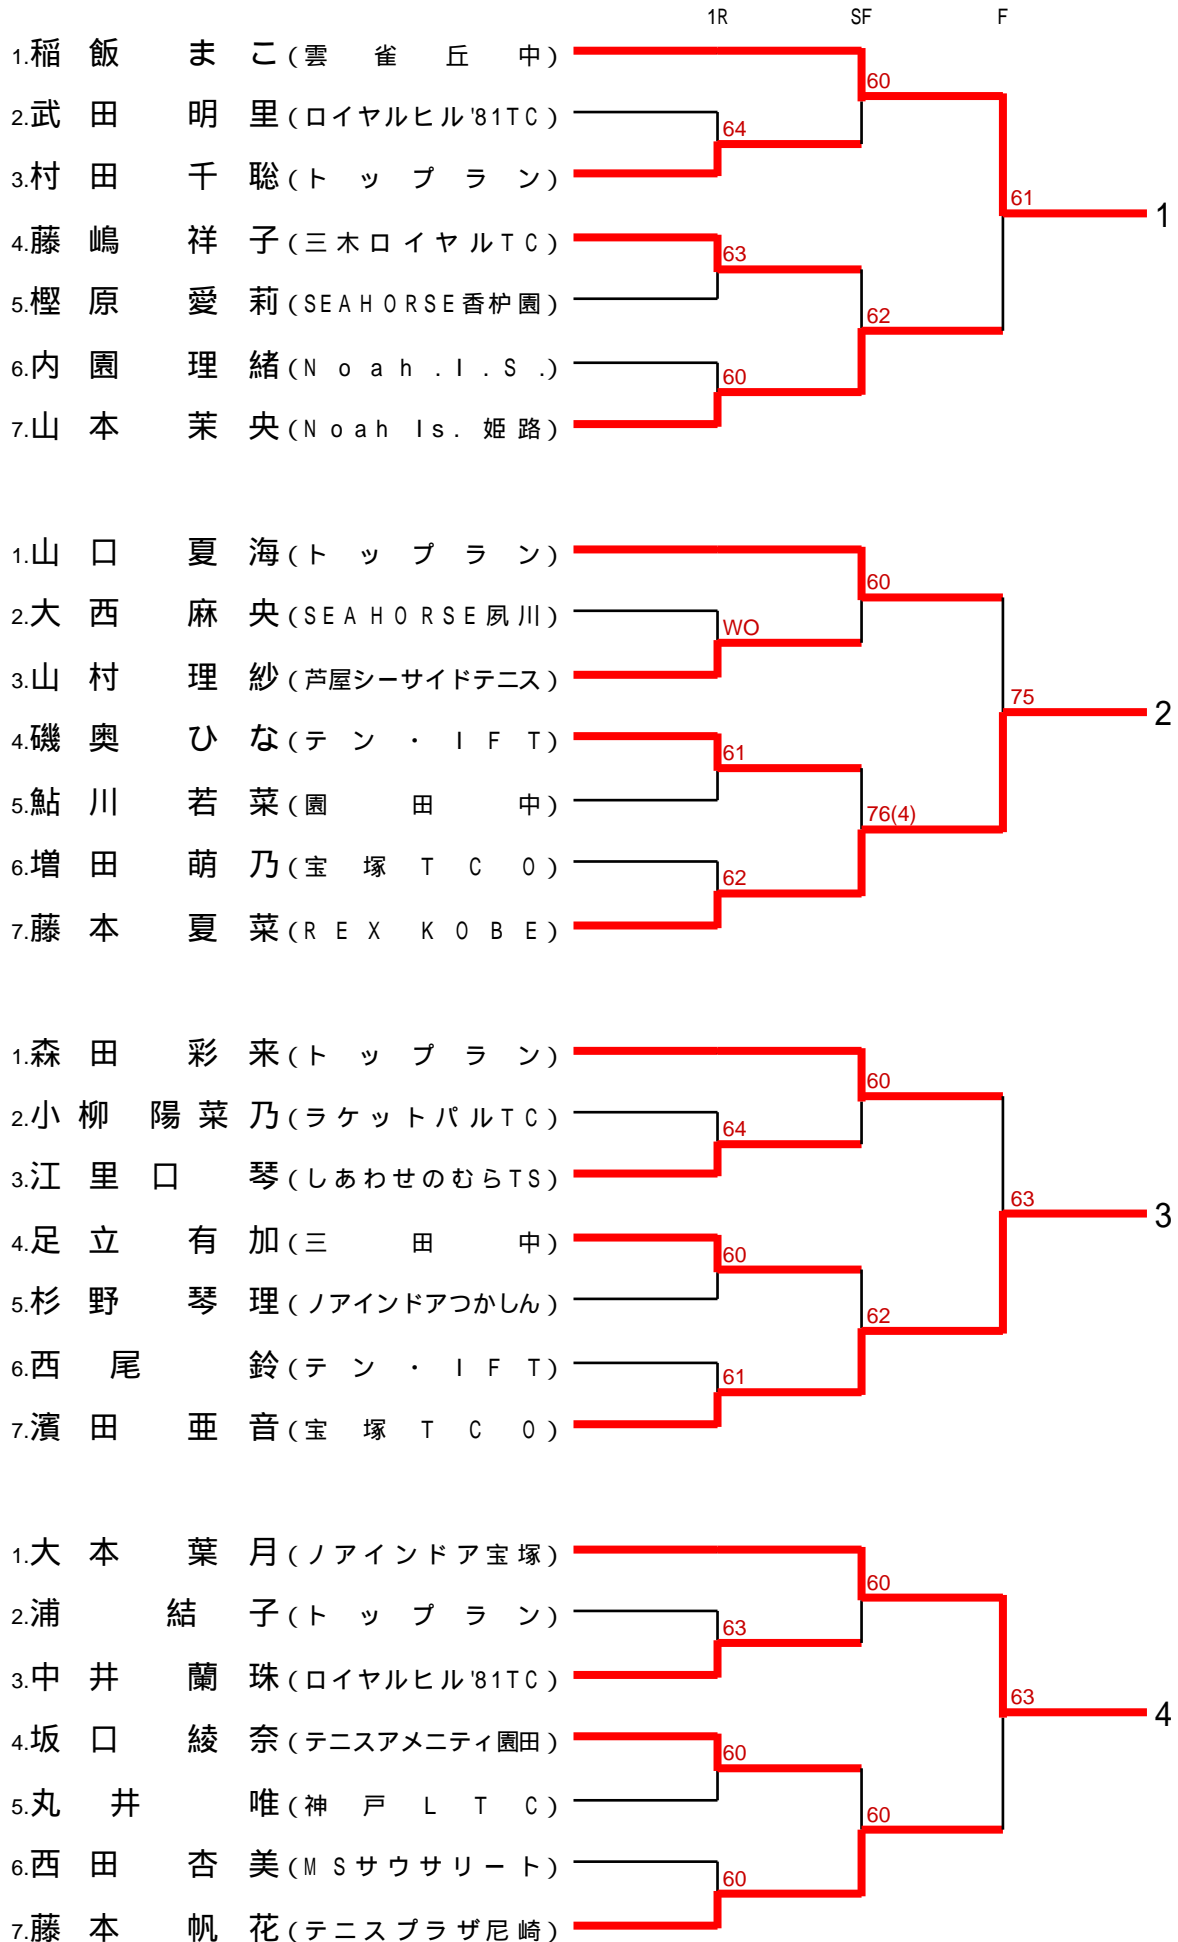 1R SF F
1.稲飯 まこ(雲雀丘中)
60
2.武田 明里(ロイヤルヒル'81TC)
64
3.村田 千聡(トップラン)
61
1
4.藤嶋 祥子(三木ロイヤルTC)
63
5.樫原 愛莉(SEAHORSE香枦園)
62
6.内園 理緒(Noah.I.S.)
60
7.山本 茉央(Noah Is.姫路)
1.山口 夏海(トップラン)
60
2.大西 麻央(SEAHORSE夙川)
WO
3.山村 理紗(芦屋シーサイドテニス)
75
2
4.磯奥 ひな(テン・IFT)
61
5.鮎川 若菜(園田中)
76(4)
6.増田 萌乃(宝塚TCO)
62
7.藤本 夏菜(REX KOBE)
1.森田 彩来(トップラン)
60
2.小柳 陽菜乃(ラケットパルTC)
64
3.江里口 琴(しあわせのむらTS)
63
3
4.足立 有加(三田中)
60
5.杉野 琴理(ノアインドアつかしん)
62
6.西尾 鈴(テン・IFT)
61
7.濱田 亜音(宝塚TCO)
1.大本 葉月(ノアインドア宝塚)
60
2.浦 結子(トップラン)
63
3.中井 蘭珠(ロイヤルヒル'81TC)
63
4
4.坂口 綾奈(テニスアメニティ園田)
60
5.丸井 唯(神戸LTC)
60
6.西田 杏美(MSサウサリート)
60
7.藤本 帆花(テニスプラザ尼崎)